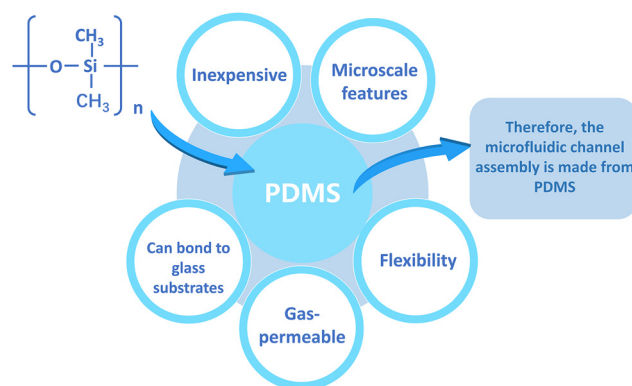 CH₃
O
Si
CH₃
n
Inexpensive
Microscale
features
PDMS
Therefore, the
microfluidic channel
assembly is made from
PDMS
Can bond to
glass
substrates
Flexibility
Gas-
permeable